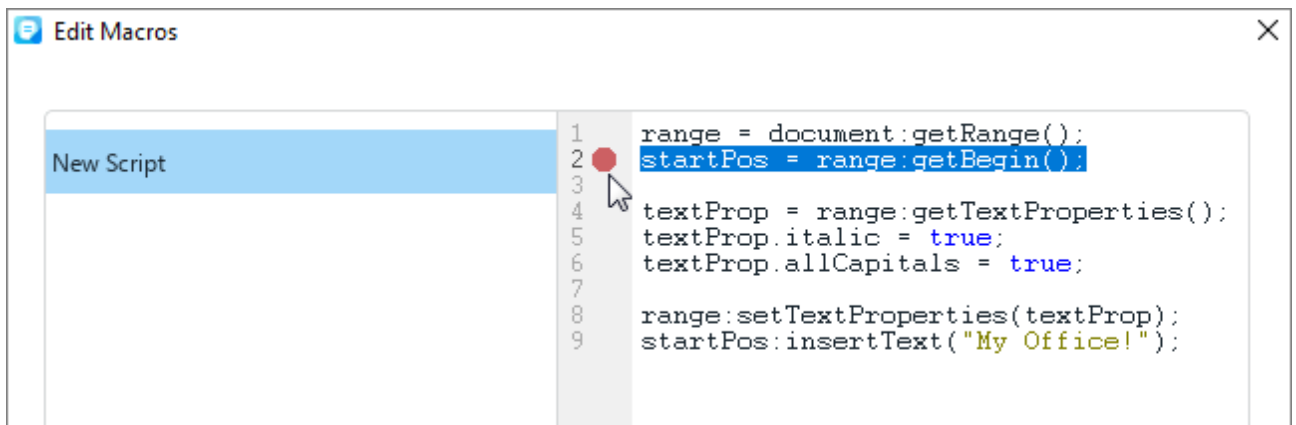 Edit Macros
New Script
1 range = document:getRange();
2 startPos = range:getBegin();
3
4 textProp = range:getTextProperties();
5 textProp.italic = true;
6 textProp.allCapitals = true;
7
8 range:setTextProperties(textProp);
9 startPos:insertText("My Office!");